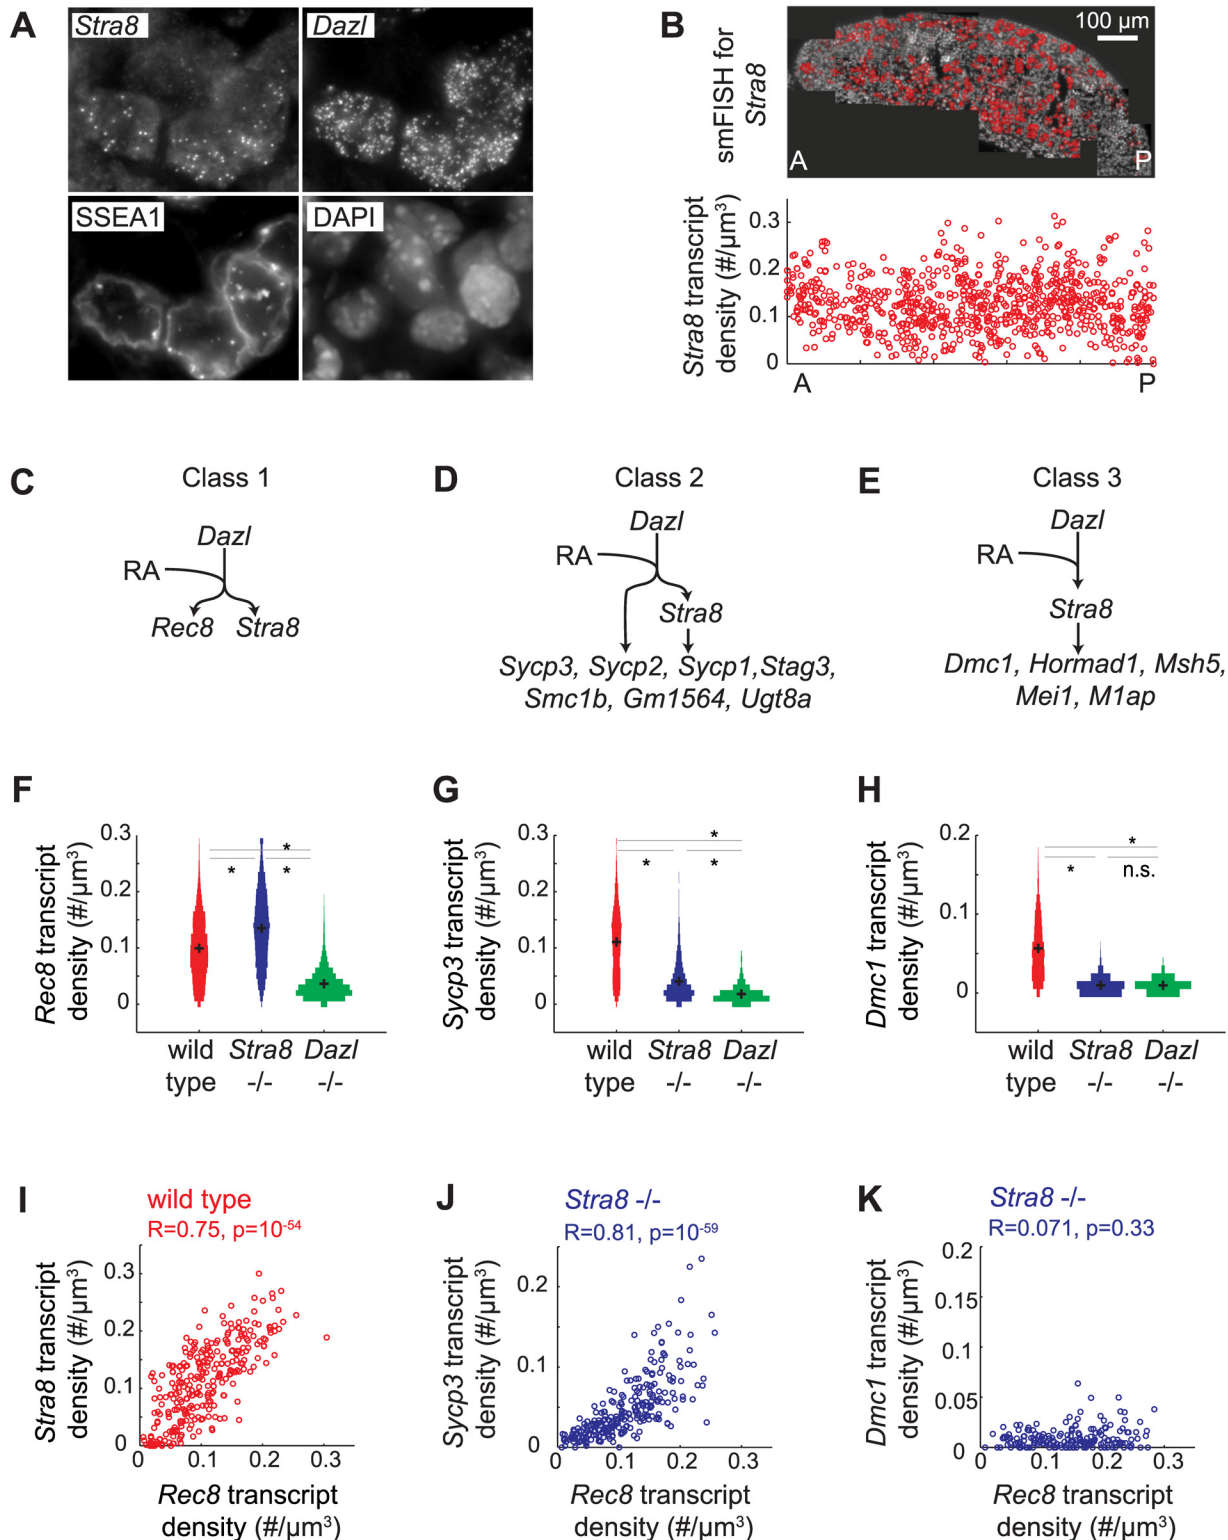 A
Stra8
Dazl
SSEA1
DAPI
B
smFISH for
Stra8
100 µm
A
P
Stra8 transcript
density (#/µm³)
0.3
0.2
0.1
0
A
P
C
Class 1
Dazl
RA
Rec8
Stra8
D
Class 2
Dazl
RA
Stra8
Sycp3, Sycp2, Sycp1,Stag3,
Smc1b, Gm1564, Ugt8a
E
Class 3
Dazl
RA
Stra8
Dmc1, Hormad1, Msh5,
Mei1, M1ap
F
Rec8 transcript
density (#/µm³)
0.3
0.2
0.1
0
*
*
*
wild
type
Stra8
-/-
Dazl
-/-
G
Sycp3 transcript
density (#/µm³)
0.3
0.2
0.1
0
*
*
*
wild
type
Stra8
-/-
Dazl
-/-
H
Dmc1 transcript
density (#/µm³)
0.2
0.1
0
*
*
n.s.
wild
type
Stra8
-/-
Dazl
-/-
I
wild type
R=0.75, p=10⁻⁵⁴
Stra8 transcript
density (#/µm³)
0.3
0.2
0.1
0
0
0.1
0.2
0.3
Rec8 transcript
density (#/µm³)
J
Stra8 -/-
R=0.81, p=10⁻⁵⁹
Sycp3 transcript
density (#/µm³)
0.2
0.1
0
0
0.1
0.2
0.3
Rec8 transcript
density (#/µm³)
K
Stra8 -/-
R=0.071, p=0.33
Dmc1 transcript
density (#/µm³)
0.2
0.15
0.1
0.05
0
0
0.1
0.2
0.3
Rec8 transcript
density (#/µm³)